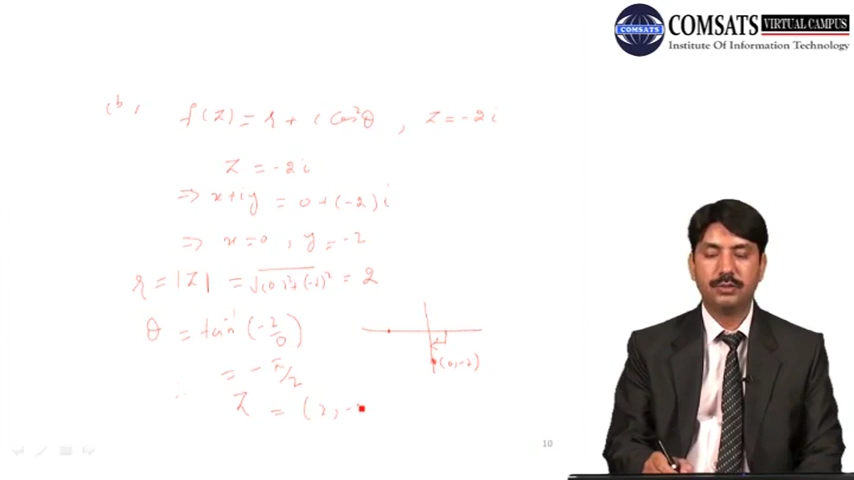 COMSATS VIRTUAL CAMPUS
Institute Of Information Technology
COMSATS
(b)
f(z) = r + i cos²θ , z = -2i
z = -2i
⇒ x+iy = 0+(-2)i
⇒ x=0 , y=-2
r = |z| = √(0)²+(-2)² = 2
θ = tan⁻¹(-2/0)
= -π/2
(0,-2)
∴ z = (2, -
10